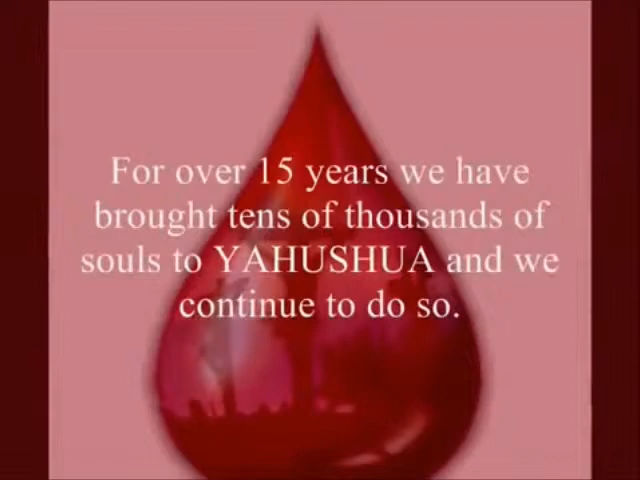 For over 15 years we have
brought tens of thousands of
souls to YAHUSHUA and we
continue to do so.